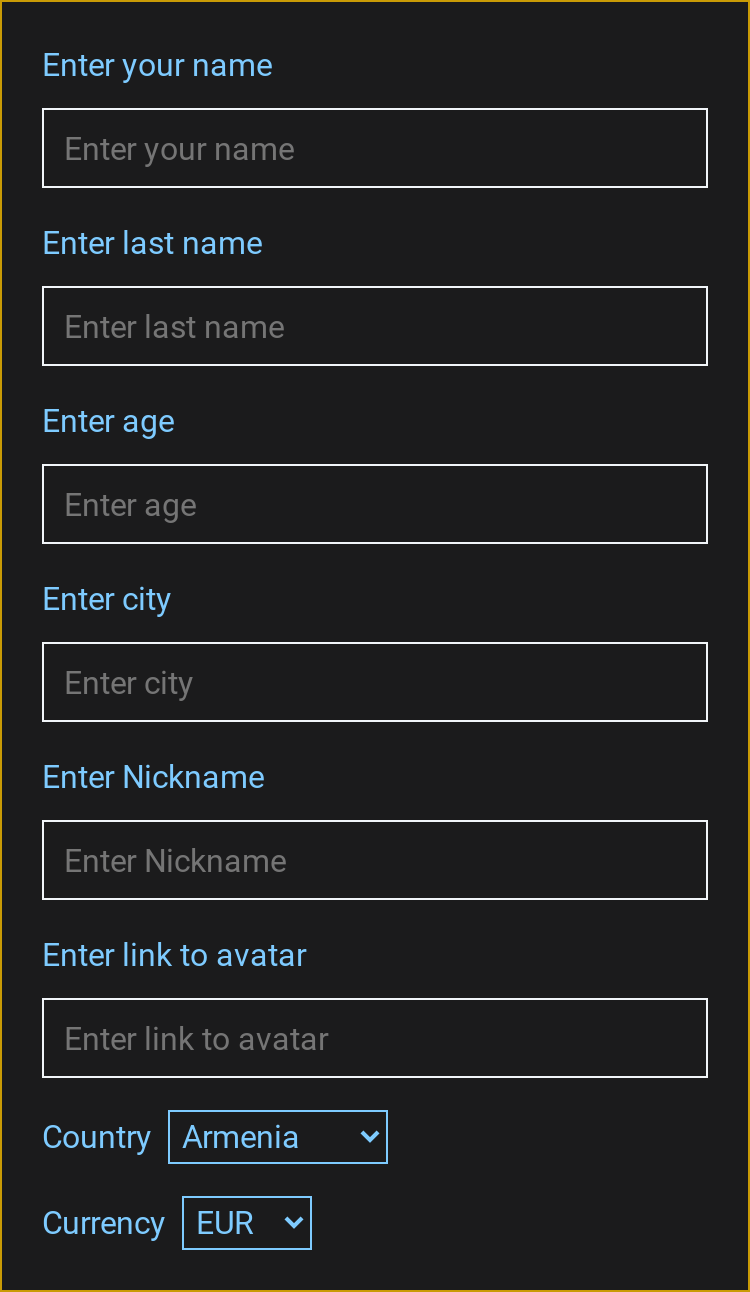 Enter your name
Enter your name
Enter last name
Enter last name
Enter age
Enter age
Enter city
Enter city
Enter Nickname
Enter Nickname
Enter link to avatar
Enter link to avatar
Country Armenia
Currency EUR